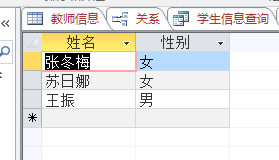 教师信息 关系 学生信息查询
姓名 性别
张冬梅 女
苏日娜 女
王振 男